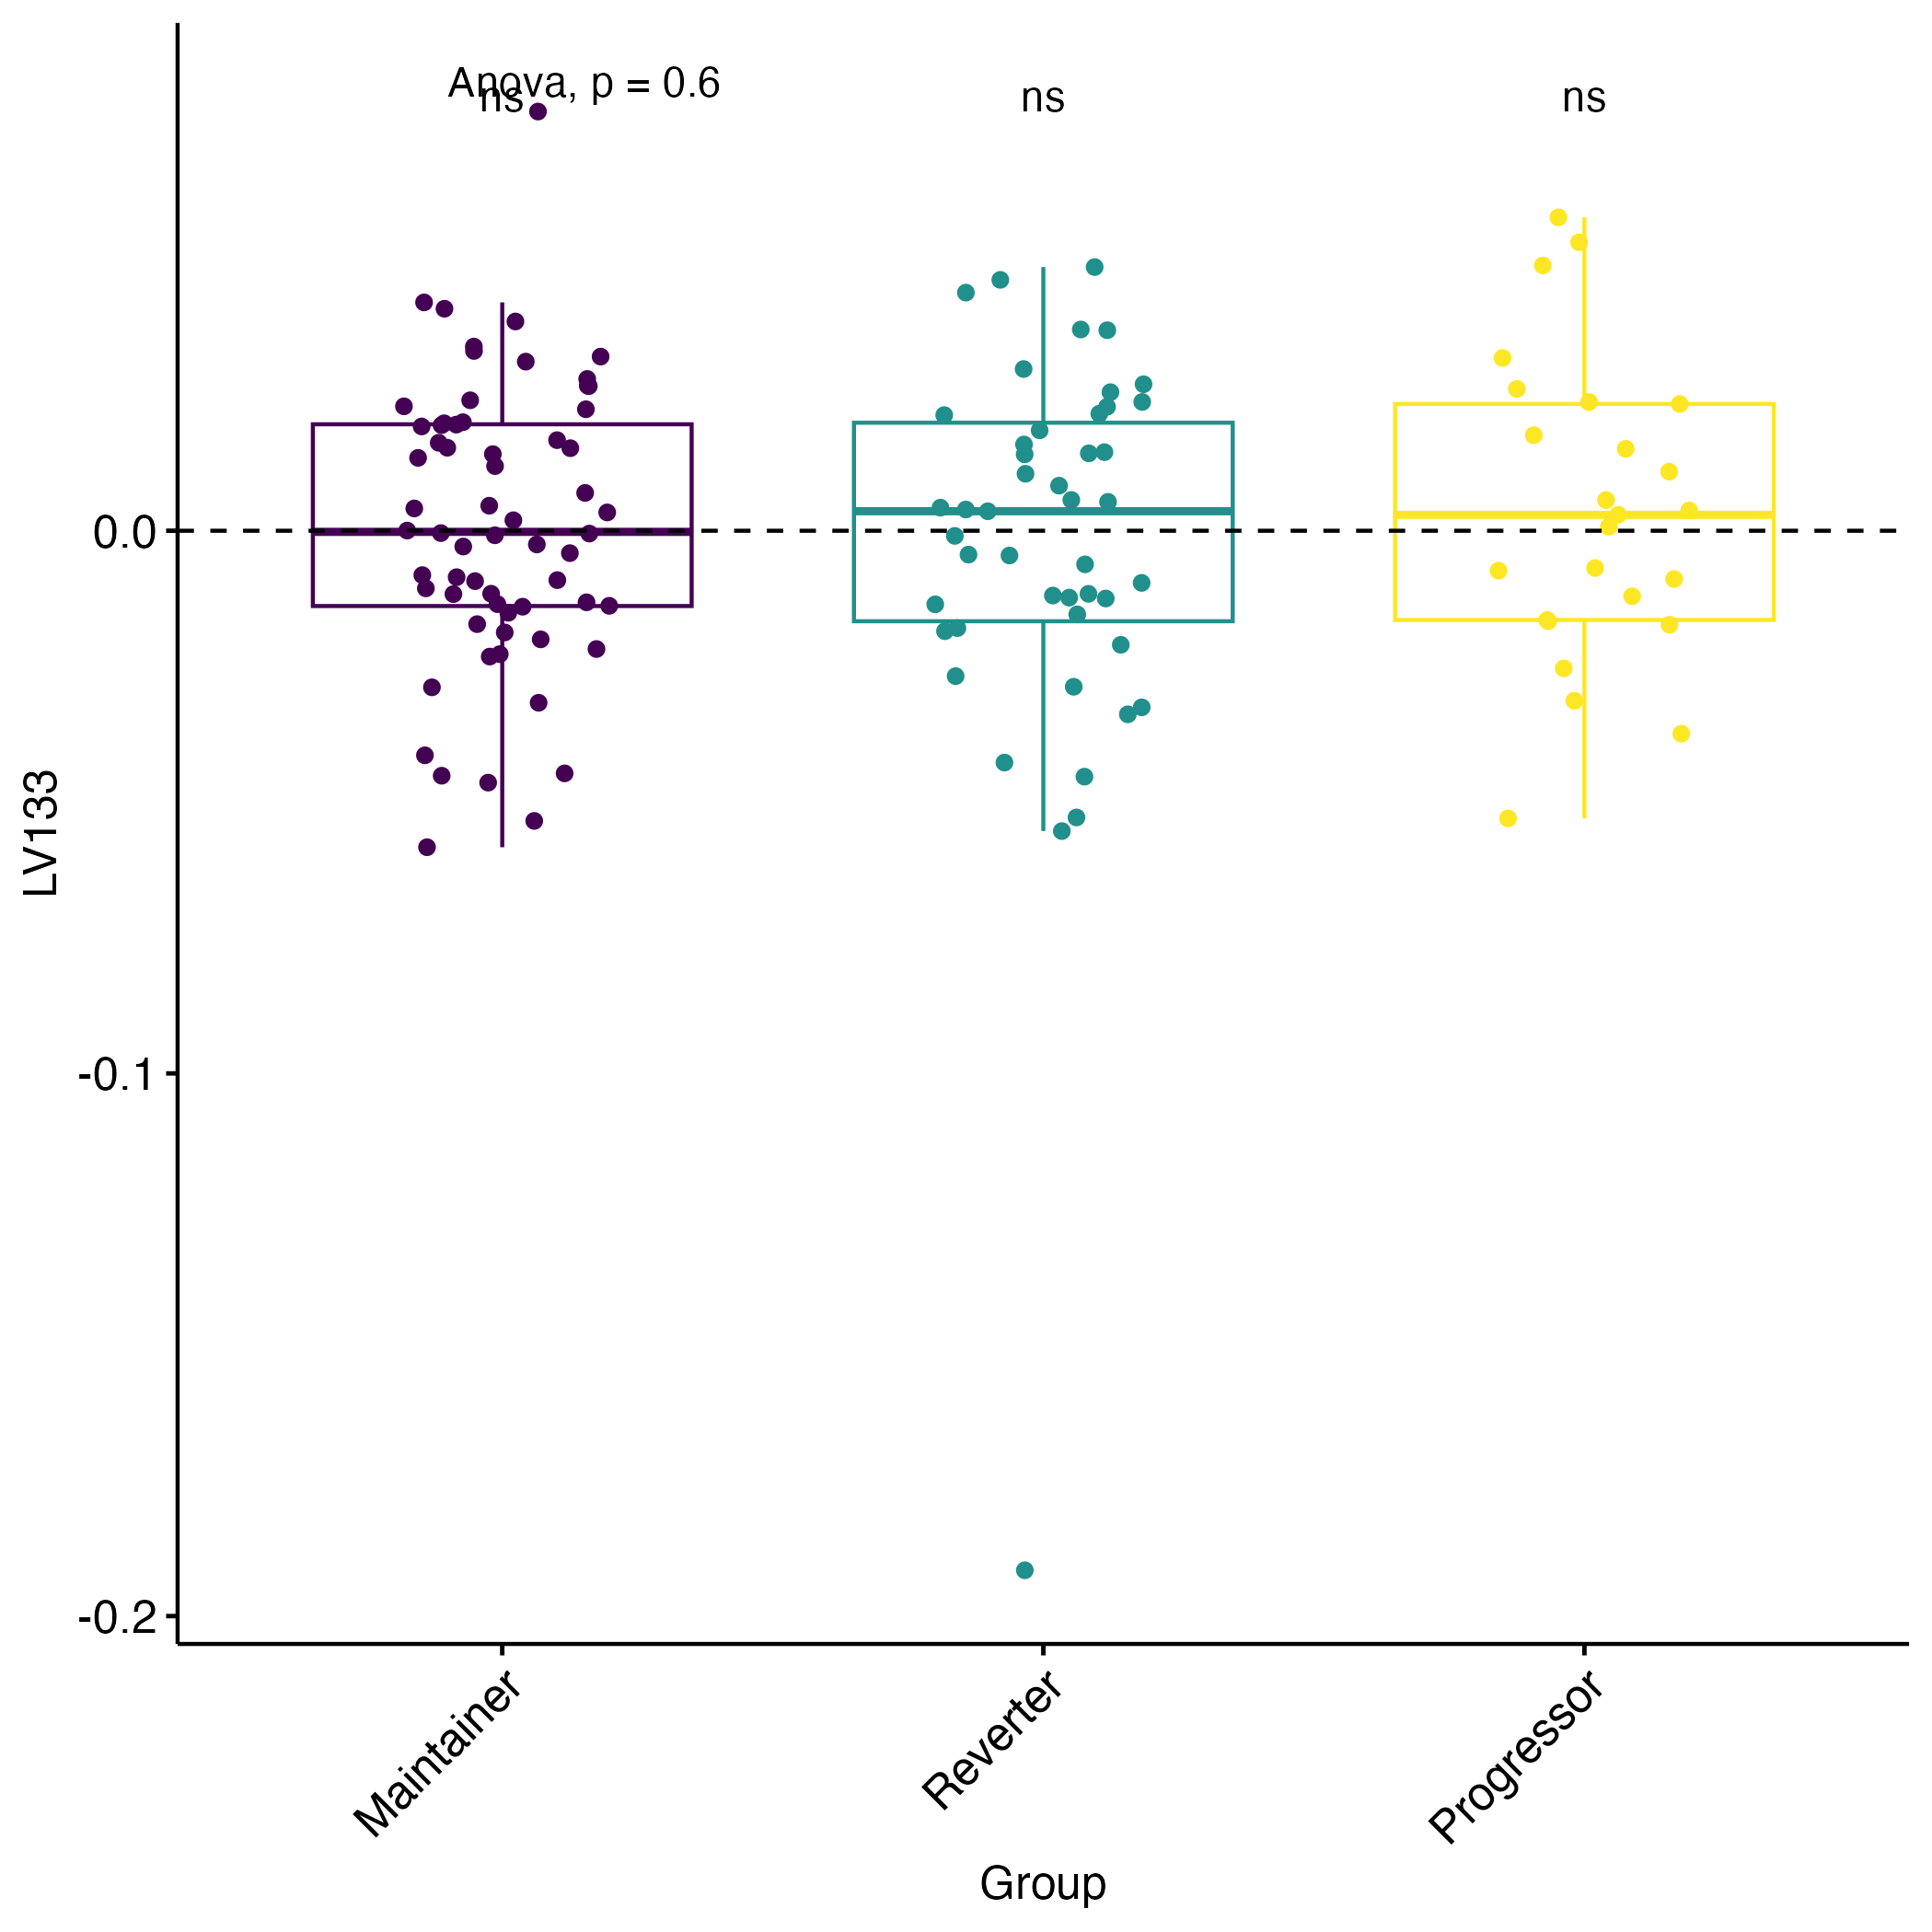 Anova, p = 0.6
ns
ns
ns
0.0
-0.1
-0.2
LV133
Maintainer
Reverter
Progressor
Group